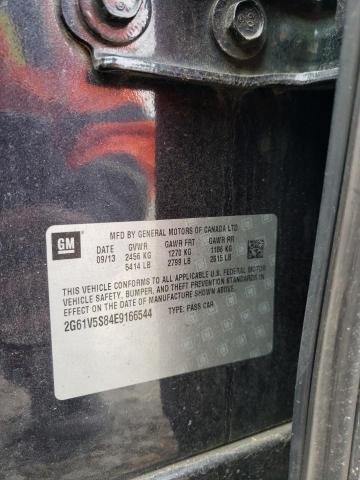 GM
MFD BY GENERAL MOTORS OF CANADA LTD
DATE GVWR GAWR FRT GAWR RR
09/13 2456 KG 1270 KG 1186 KG
5414 LB 2799 LB 2615 LB
THIS VEHICLE CONFORMS TO ALL APPLICABLE U.S. FEDERAL MOTOR
VEHICLE SAFETY, BUMPER, AND THEFT PREVENTION STANDARDS IN
EFFECT ON THE DATE OF MANUFACTURE SHOWN ABOVE.
2G61V5S84E9166544 TYPE: PASS CAR